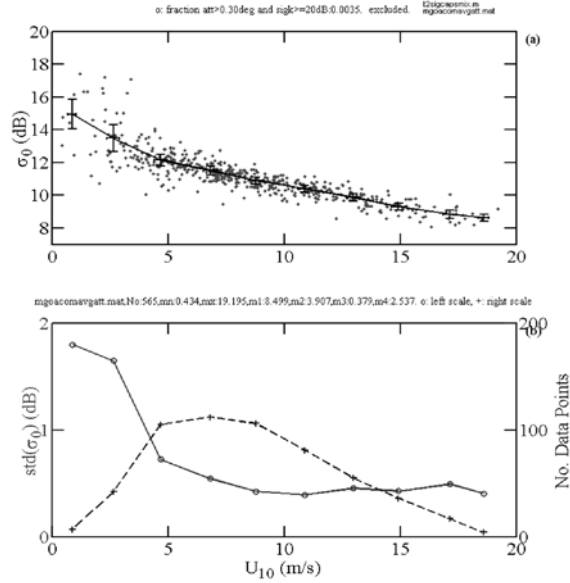 o: fraction att>0.30deg and sigk>=20dB:0.0035. excluded.
mgoacomavgatt.mat
(a)
20
18
16
14
12
10
8
σ0 (dB)
0 5 10 15 20
mgoacomavgatt.mat,No:565,mn:0.434,mx:19.195,m1:8.499,m2:3.907,m3:0.379,m4:2.537. o: left scale, +: right scale
(b)
2
1
0
std(σ0) (dB)
200
100
0
No. Data Points
0 5 10 15 20
U10 (m/s)